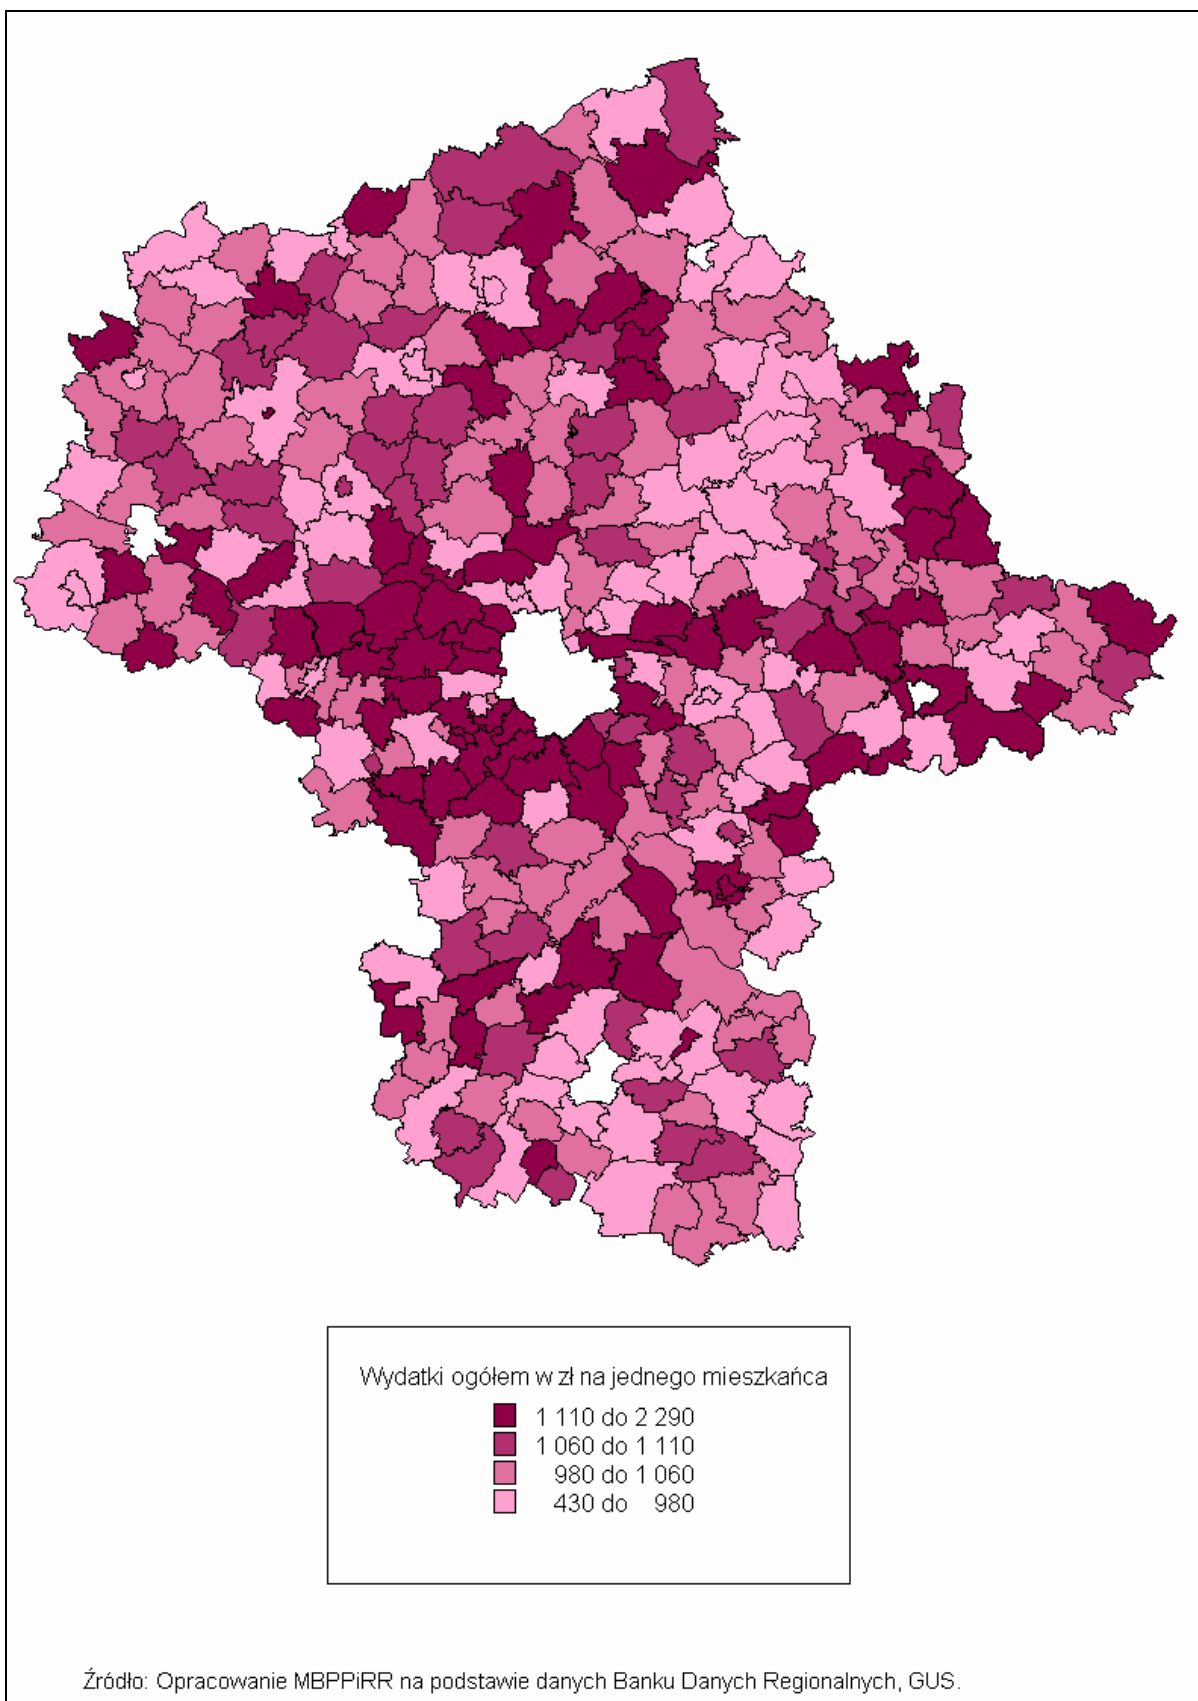 Wydatki ogółem w zł na jednego mieszkańca
1 110 do 2 290
1 060 do 1 110
980 do 1 060
430 do 980
Źródło: Opracowanie MBPPiRR na podstawie danych Banku Danych Regionalnych, GUS.